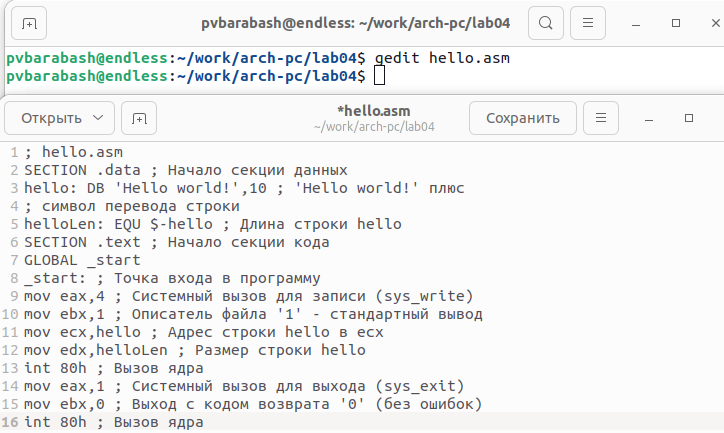 pvbarabash@endless: ~/work/arch-pc/lab04
pvbarabash@endless:~/work/arch-pc/lab04$ gedit hello.asm
pvbarabash@endless:~/work/arch-pc/lab04$
Открыть
*hello.asm
~/work/arch-pc/lab04
Сохранить
1 ; hello.asm
2 SECTION .data ; Начало секции данных
3 hello: DB 'Hello world!',10 ; 'Hello world!' плюс
4 ; символ перевода строки
5 helloLen: EQU $-hello ; Длина строки hello
6 SECTION .text ; Начало секции кода
7 GLOBAL _start
8 _start: ; Точка входа в программу
9 mov eax,4 ; Системный вызов для записи (sys_write)
10 mov ebx,1 ; Описатель файла '1' - стандартный вывод
11 mov ecx,hello ; Адрес строки hello в ecx
12 mov edx,helloLen ; Размер строки hello
13 int 80h ; Вызов ядра
14 mov eax,1 ; Системный вызов для выхода (sys_exit)
15 mov ebx,0 ; Выход с кодом возврата '0' (без ошибок)
16 int 80h ; Вызов ядра